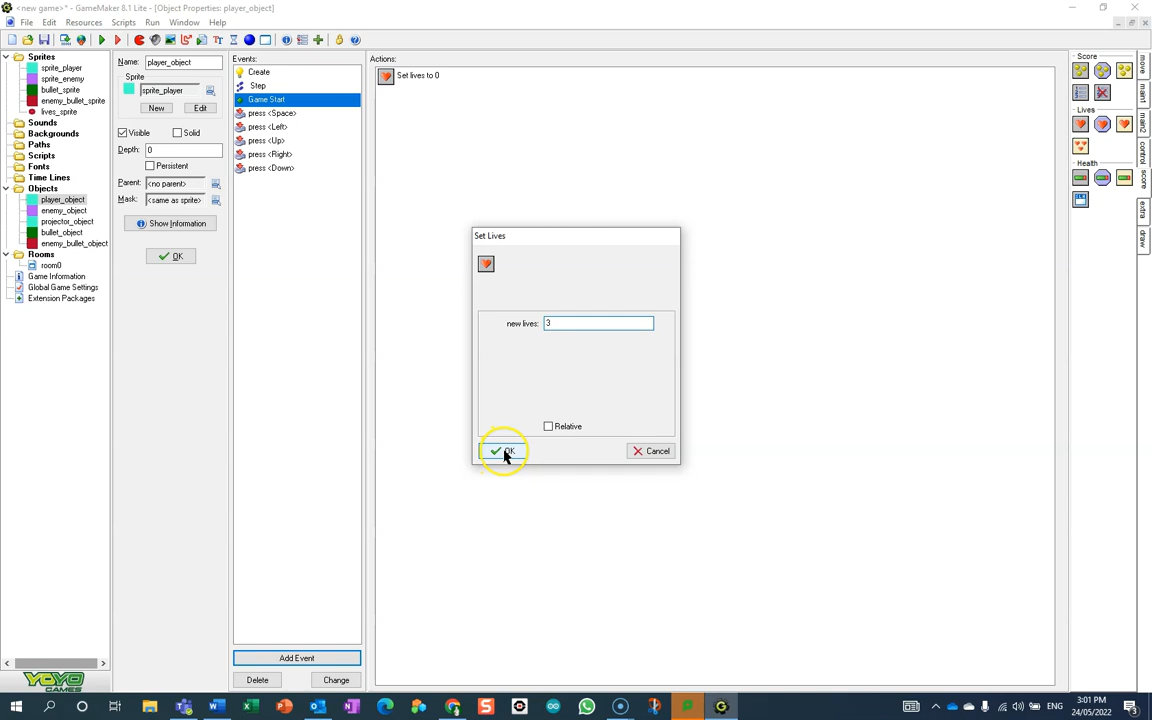 <new game>* - GameMaker 8.1 Lite - [Object Properties: player_object]
File Edit Resources Scripts Run Window Help
Sprites
sprite_player
sprite_enemy
bullet_sprite
enemy_bullet_sprite
lives_sprite
Sounds
Backgrounds
Paths
Scripts
Fonts
Time Lines
Objects
player_object
enemy_object
projector_object
bullet_object
enemy_bullet_object
Rooms
room0
Game Information
Global Game Settings
Extension Packages
YOYO
GAMES
Name: player_object
Sprite
sprite_player
New Edit
Visible Solid
Depth: 0
Persistent
Parent: <no parent>
Mask: <same as sprite>
Show Information
OK
Events:
Create
Step
Game Start
press <Space>
press <Left>
press <Up>
press <Right>
press <Down>
Add Event
Delete Change
Actions:
Set lives to 0
Set Lives
new lives: 3
Relative
OK Cancel
Score
Lives
Health
move
main1
main2
control
score
extra
draw
ENG
3:01 PM
24/05/2022